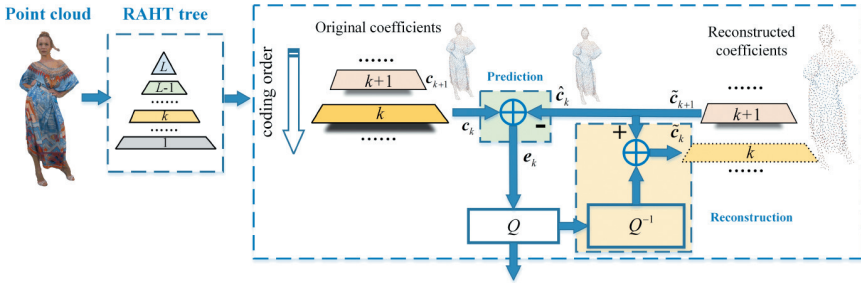 Point cloud
RAHT tree
L
L-1
......
k
......
1
coding order
Original coefficients
......
k+1
c_{k+1}
k
......
c_k
Prediction
ĉ_k
-
e_k
Q
Q^{-1}
+
Reconstructed
coefficients
......
c̃_{k+1}
k+1
c̃_k
k
......
Reconstruction